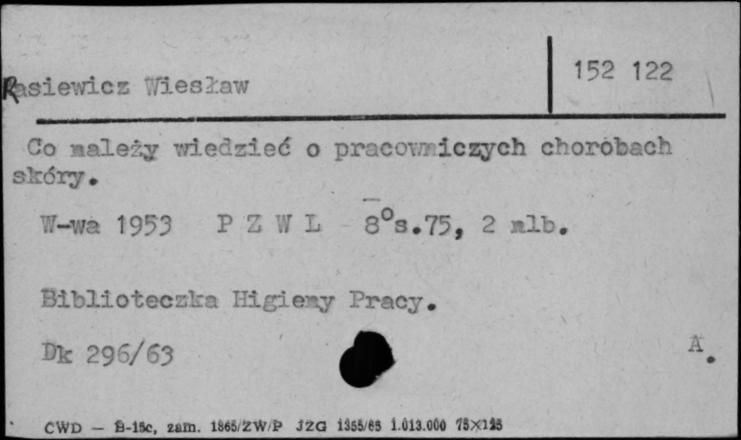 Rasiewicz Wiesław
152 122
Co należy wiedzieć o pracowniczych chorobach
skóry.
W-wa 1953 P Z W L 8° s.75, 2 nlb.
Biblioteczka Higieny Pracy.
Dk 296/63
A.
CWD — B-15c, zam. 1865/ZW/P JZG 1355/65 1.013.000 75×125